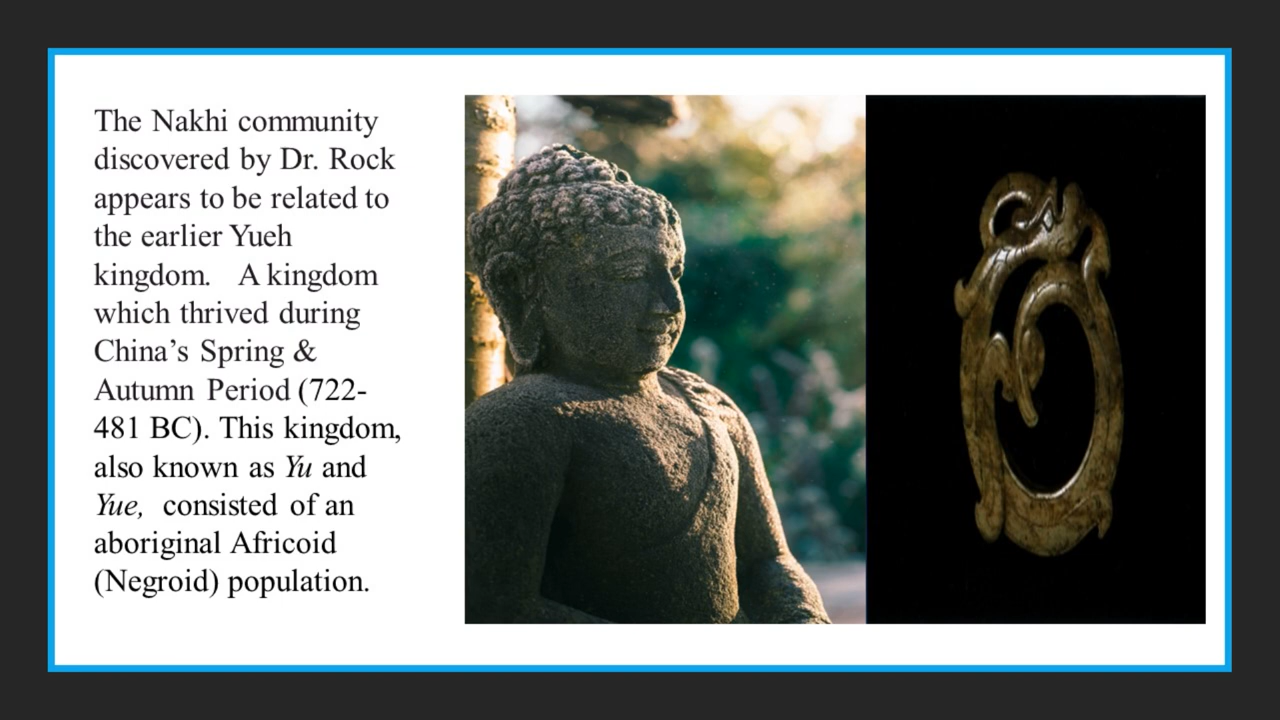 The Nakhi community
discovered by Dr. Rock
appears to be related to
the earlier Yueh
kingdom. A kingdom
which thrived during
China’s Spring &
Autumn Period (722-
481 BC). This kingdom,
also known as Yu and
Yue, consisted of an
aboriginal Africoid
(Negroid) population.